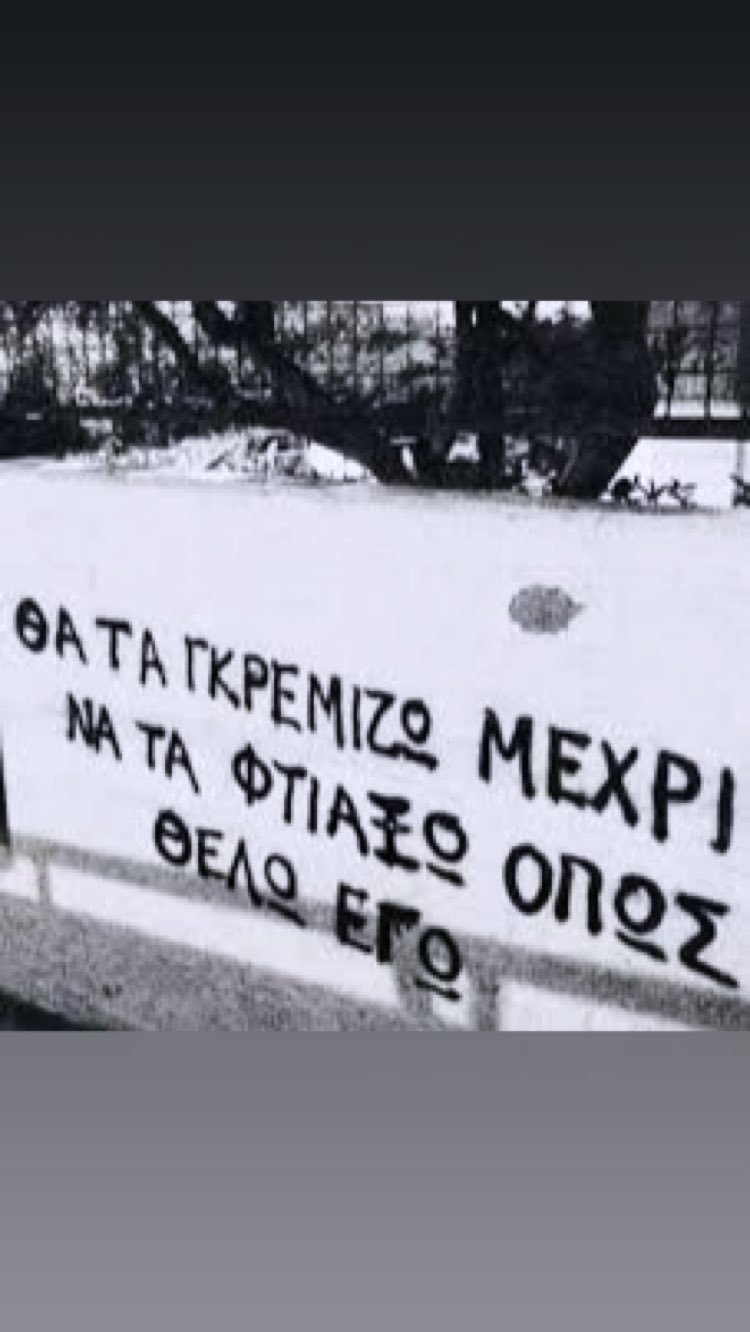 ΘΑ ΤΑ ΓΚΡΕΜΙΖΩ ΜΕΧΡΙ
ΝΑ ΤΑ ΦΤΙΑΞΩ ΟΠΩΣ
ΘΕΛΩ ΕΓΩ